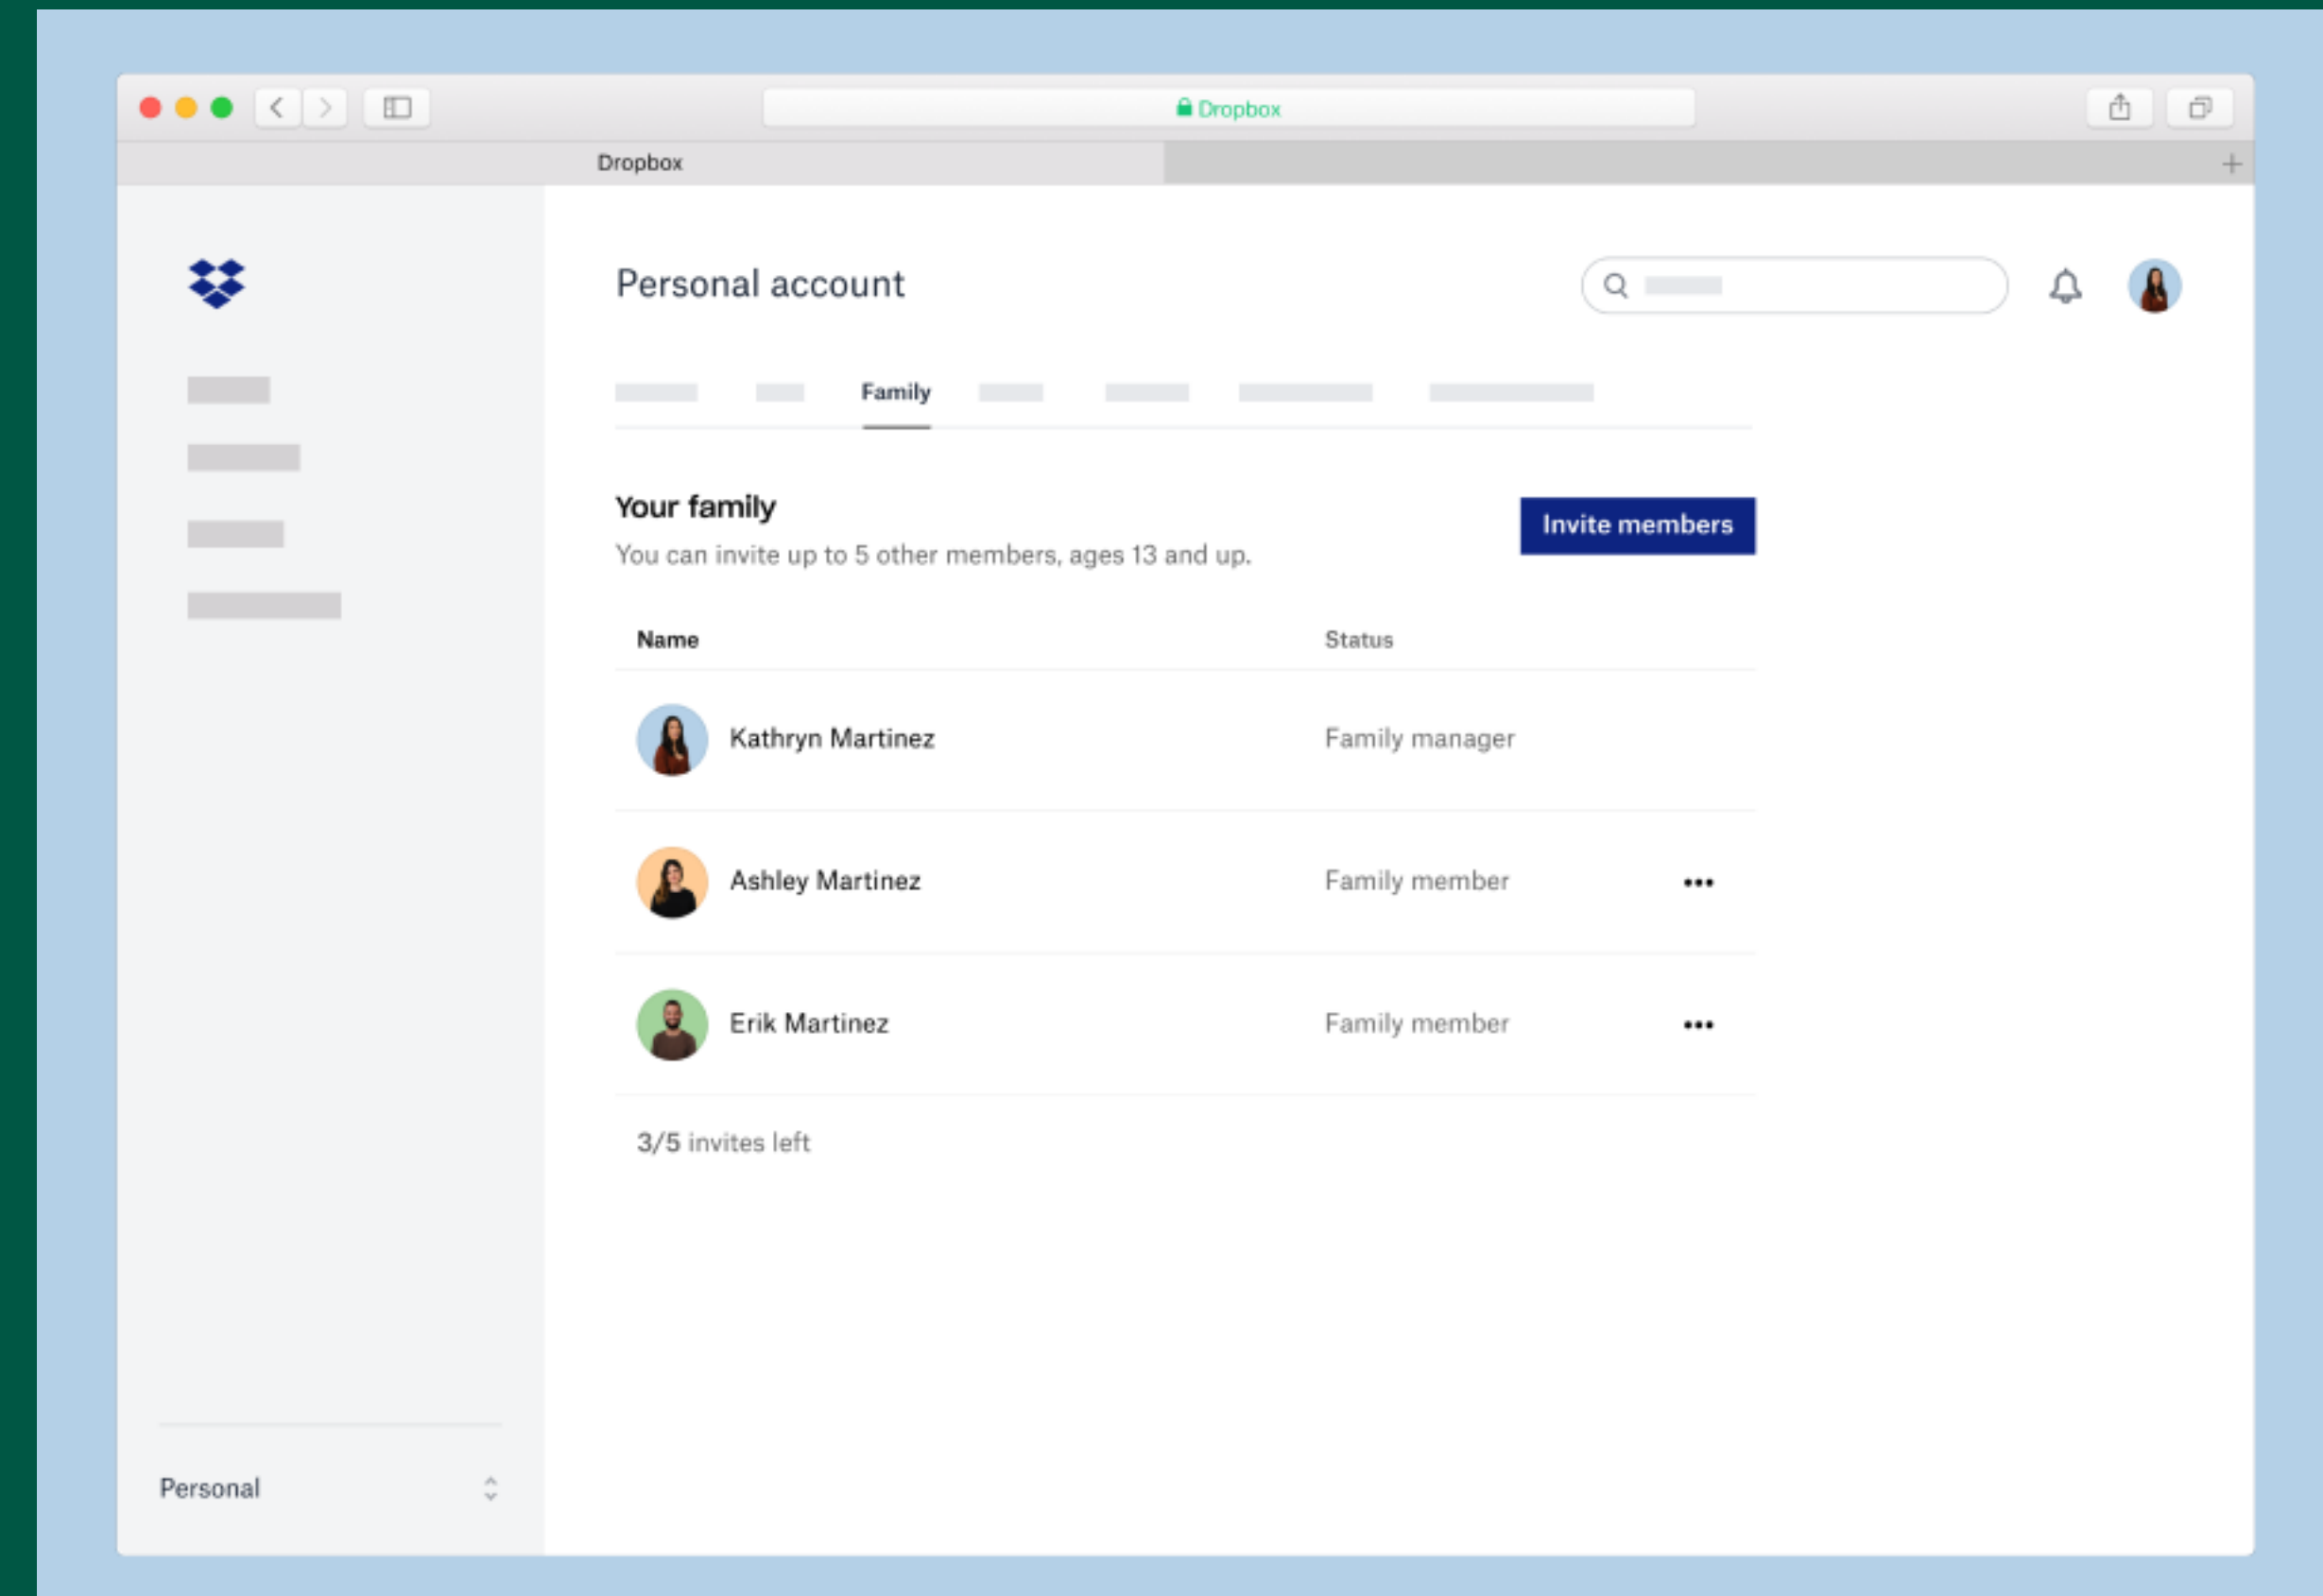 Dropbox
Dropbox
Personal account
Family
Your family
Invite members
You can invite up to 5 other members, ages 13 and up.
Name Status
Kathryn Martinez Family manager
Ashley Martinez Family member
Erik Martinez Family member
3/5 invites left
Personal